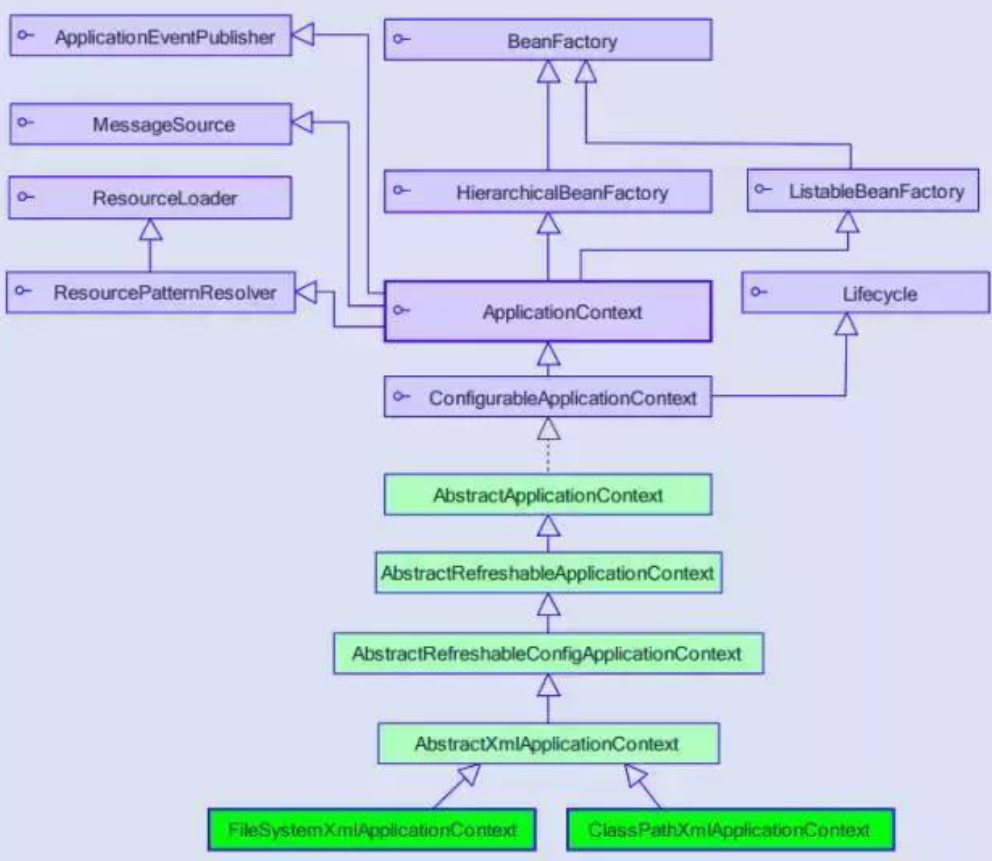 ApplicationEventPublisher
BeanFactory
MessageSource
ResourceLoader
HierarchicalBeanFactory
ListableBeanFactory
ResourcePatternResolver
ApplicationContext
Lifecycle
ConfigurableApplicationContext
AbstractApplicationContext
AbstractRefreshableApplicationContext
AbstractRefreshableConfigApplicationContext
AbstractXmlApplicationContext
FileSystemXmlApplicationContext
ClassPathXmlApplicationContext